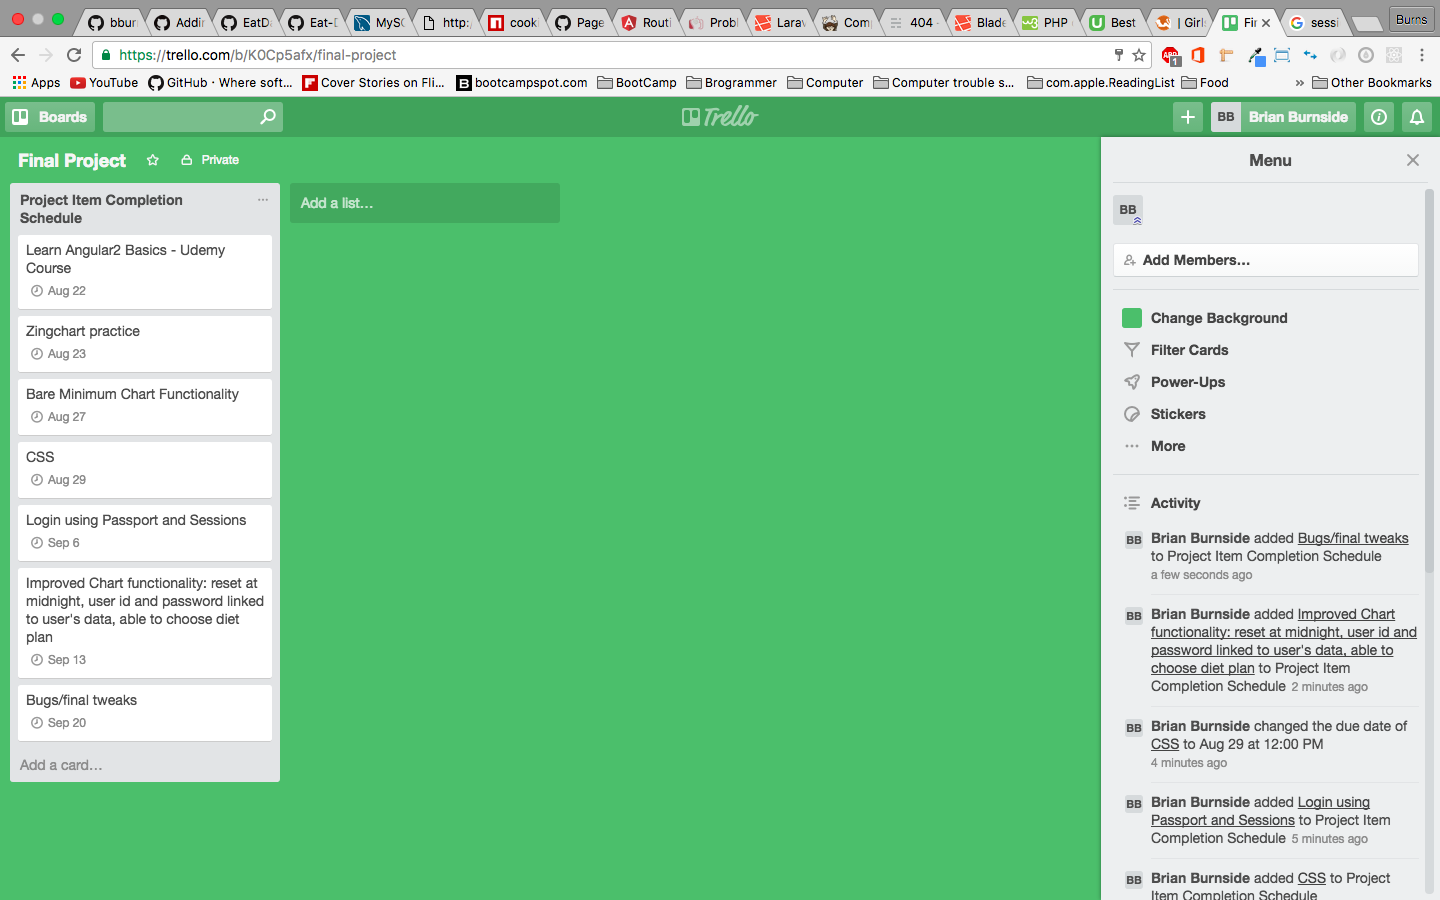 bbur
Addin
EatDa
Eat-D
MySQ
http:
cook
Page
Routi
Probl
Larav
Com
404
Blade
PHP
Best
| Girls
Fin
sessi
Burns
https://trello.com/b/K0Cp5afx/final-project
Apps
YouTube
GitHub · Where soft...
Cover Stories on Fli...
bootcampspot.com
BootCamp
Brogrammer
Computer
Computer trouble s...
com.apple.ReadingList
Food
»
Other Bookmarks
Boards
Trello
BB
Brian Burnside
Final Project
Private
Project Item Completion
Schedule
Learn Angular2 Basics - Udemy
Course
Aug 22
Zingchart practice
Aug 23
Bare Minimum Chart Functionality
Aug 27
CSS
Aug 29
Login using Passport and Sessions
Sep 6
Improved Chart functionality: reset at
midnight, user id and password linked
to user's data, able to choose diet
plan
Sep 13
Bugs/final tweaks
Sep 20
Add a card...
Add a list...
Menu
BB
Add Members...
Change Background
Filter Cards
Power-Ups
Stickers
More
Activity
BB Brian Burnside added Bugs/final tweaks
to Project Item Completion Schedule
a few seconds ago
BB Brian Burnside added Improved Chart
functionality: reset at midnight, user id and
password linked to user's data, able to
choose diet plan to Project Item
Completion Schedule 2 minutes ago
BB Brian Burnside changed the due date of
CSS to Aug 29 at 12:00 PM
4 minutes ago
BB Brian Burnside added Login using
Passport and Sessions to Project Item
Completion Schedule 5 minutes ago
BB Brian Burnside added CSS to Project
Item Completion Schedule